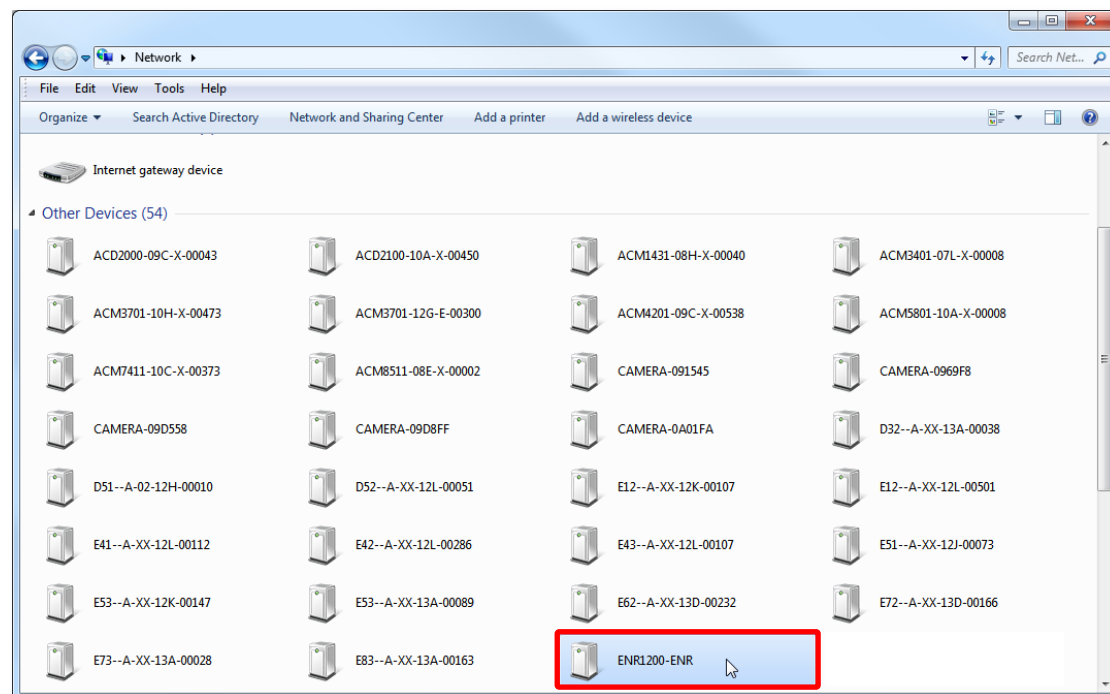 Network
Search Net...
File Edit View Tools Help
Organize Search Active Directory Network and Sharing Center Add a printer Add a wireless device
Internet gateway device
Other Devices (54)
ACD2000-09C-X-00043 ACD2100-10A-X-00450 ACM1431-08H-X-00040 ACM3401-07L-X-00008
ACM3701-10H-X-00473 ACM3701-12G-E-00300 ACM4201-09C-X-00538 ACM5801-10A-X-00008
ACM7411-10C-X-00373 ACM8511-08E-X-00002 CAMERA-091545 CAMERA-0969F8
CAMERA-09D558 CAMERA-09D8FF CAMERA-0A01FA D32--A-XX-13A-00038
D51--A-02-12H-00010 D52--A-XX-12L-00051 E12--A-XX-12K-00107 E12--A-XX-12L-00501
E41--A-XX-12L-00112 E42--A-XX-12L-00286 E43--A-XX-12L-00107 E51--A-XX-12J-00073
E53--A-XX-12K-00147 E53--A-XX-13A-00089 E62--A-XX-13D-00232 E72--A-XX-13D-00166
E73--A-XX-13A-00028 E83--A-XX-13A-00163 ENR1200-ENR